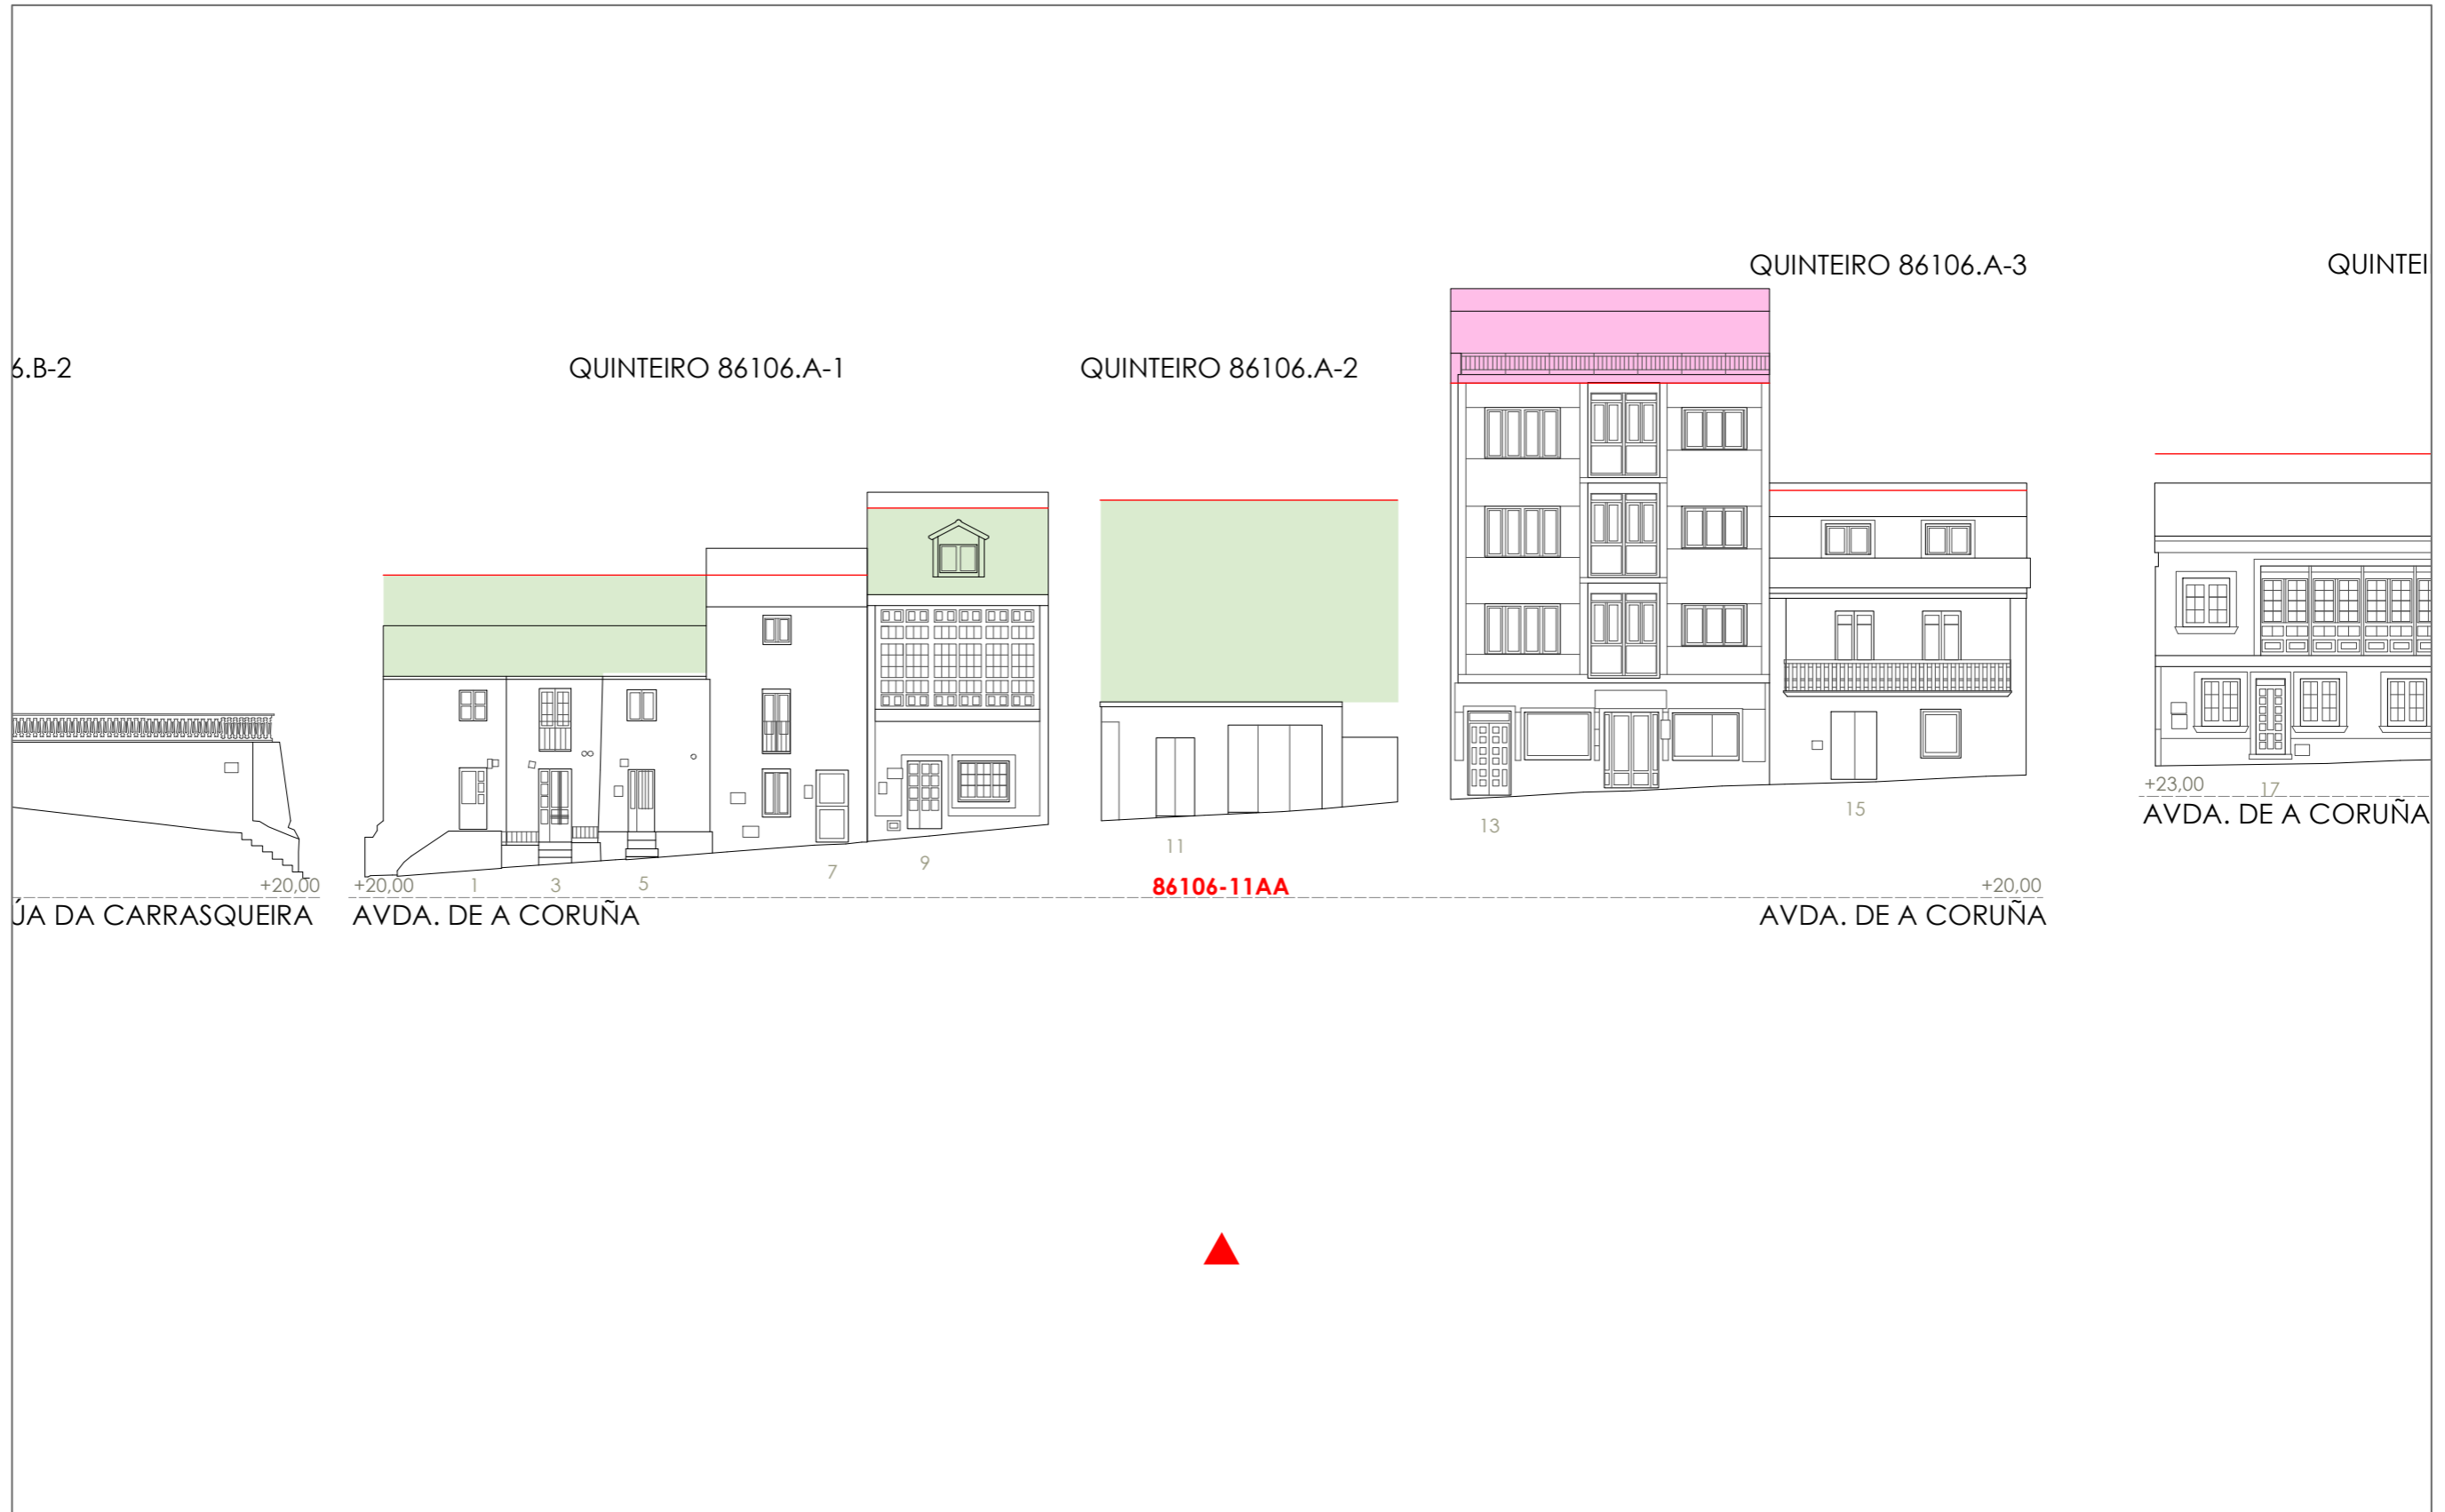 QUINTEIRO 86106.A-3
QUINTEI
6.B-2
QUINTEIRO 86106.A-1
QUINTEIRO 86106.A-2
+23,00
17
AVDA. DE A CORUÑA
13
15
11
7
9
+20,00
+20,00
1
3
5
86106-11AA
+20,00
ÚA DA CARRASQUEIRA
AVDA. DE A CORUÑA
AVDA. DE A CORUÑA